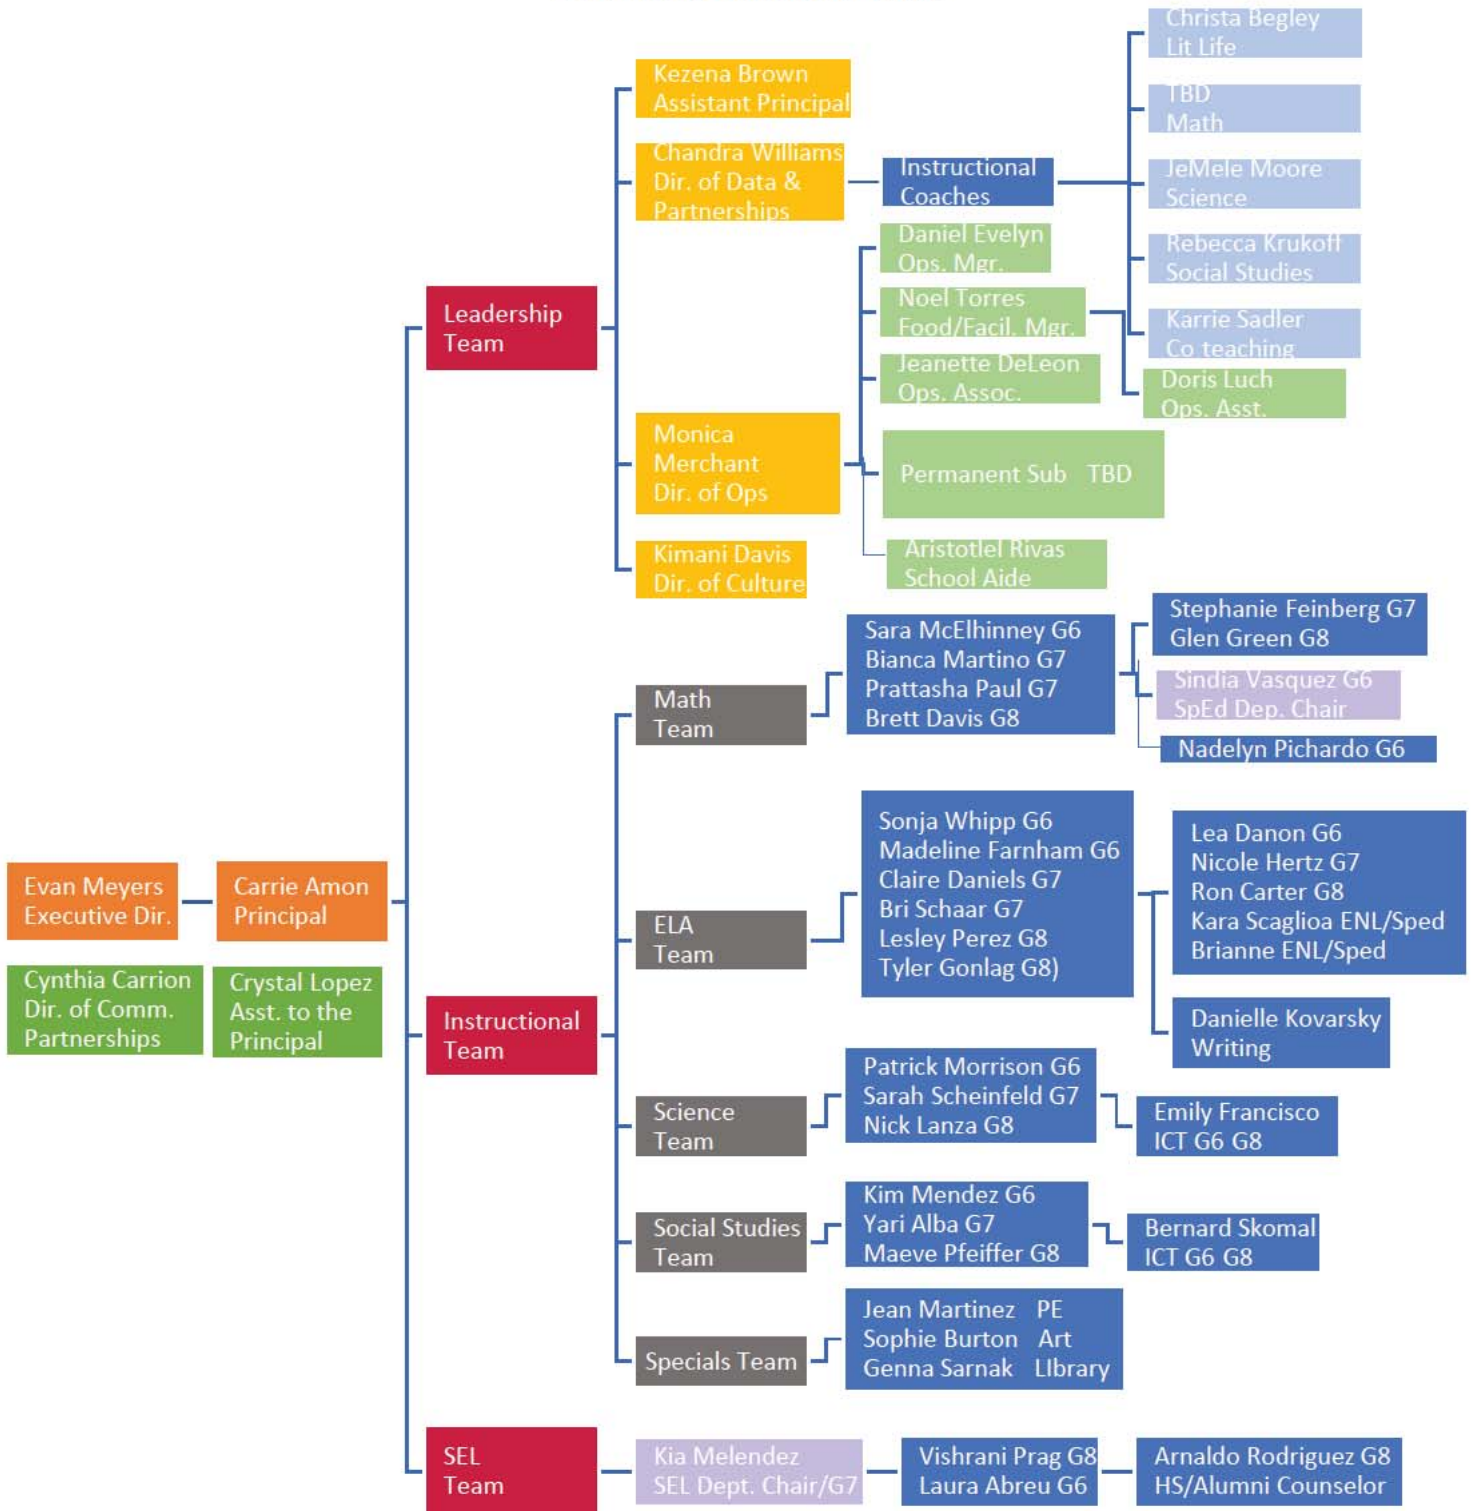 Christa Begley
Lit Life
Kezena Brown
Assistant Principal
TBD
Math
Chandra Williams
Dir. of Data &
Partnerships
Instructional
Coaches
JeMele Moore
Science
Daniel Evelyn
Ops. Mgr.
Rebecca Krukoff
Social Studies
Leadership
Team
Noel Torres
Food/Facil. Mgr.
Karrie Sadler
Co teaching
Jeanette DeLeon
Ops. Assoc.
Doris Luch
Ops. Asst.
Monica
Merchant
Dir. of Ops
Permanent Sub TBD
Kimani Davis
Dir. of Culture
Aristotlel Rivas
School Aide
Math
Team
Sara McElhinney G6
Bianca Martino G7
Prattasha Paul G7
Brett Davis G8
Stephanie Feinberg G7
Glen Green G8
Sindia Vasquez G6
SpEd Dep. Chair
Nadelyn Pichardo G6
Evan Meyers
Executive Dir.
Carrie Amon
Principal
Cynthia Carrion
Dir. of Comm.
Partnerships
Crystal Lopez
Asst. to the
Principal
Instructional
Team
ELA
Team
Sonja Whipp G6
Madeline Farnham G6
Claire Daniels G7
Bri Schaar G7
Lesley Perez G8
Tyler Gonlag G8)
Lea Danon G6
Nicole Hertz G7
Ron Carter G8
Kara Scaglioa ENL/Sped
Brianne ENL/Sped
Danielle Kovarsky
Writing
Science
Team
Patrick Morrison G6
Sarah Scheinfeld G7
Nick Lanza G8
Emily Francisco
ICT G6 G8
Social Studies
Team
Kim Mendez G6
Yari Alba G7
Maeve Pfeiffer G8
Bernard Skomal
ICT G6 G8
Specials Team
Jean Martinez PE
Sophie Burton Art
Genna Sarnak LIbrary
SEL
Team
Kia Melendez
SEL Dept. Chair/G7
Vishrani Prag G8
Laura Abreu G6
Arnaldo Rodriguez G8
HS/Alumni Counselor